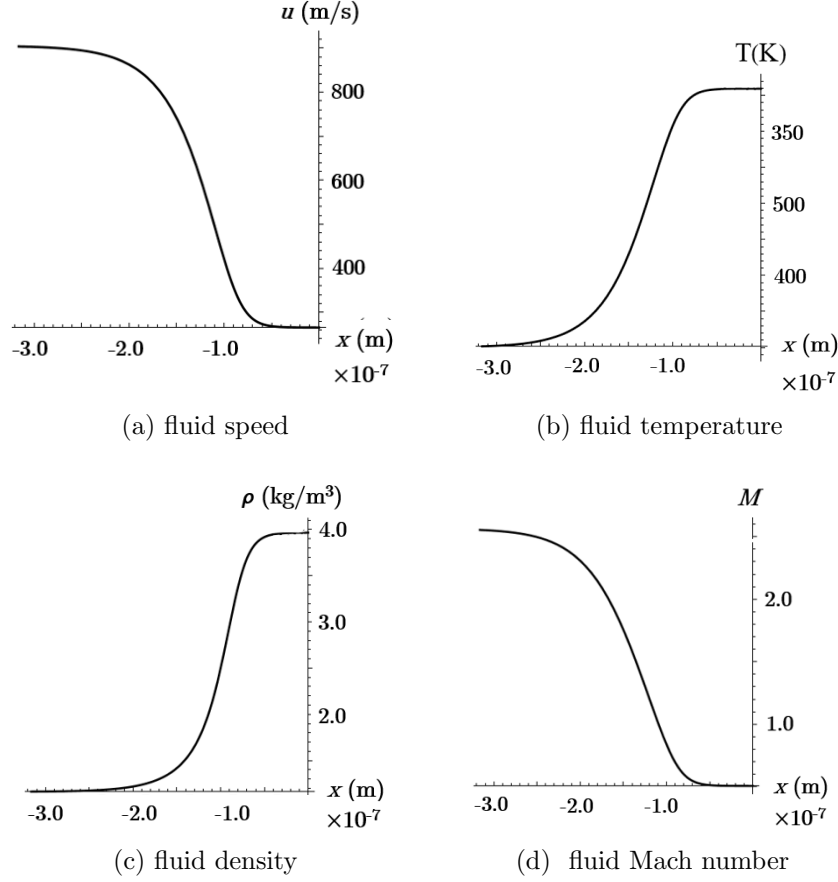 u (m/s)
800
600
400
-3.0 -2.0 -1.0 x (m)
×10-7
(a) fluid speed
T(K)
350
500
400
-3.0 -2.0 -1.0 x (m)
×10-7
(b) fluid temperature
ρ (kg/m³)
4.0
3.0
2.0
-3.0 -2.0 -1.0 x (m)
×10-7
(c) fluid density
M
2.0
1.0
-3.0 -2.0 -1.0 x (m)
×10-7
(d) fluid Mach number